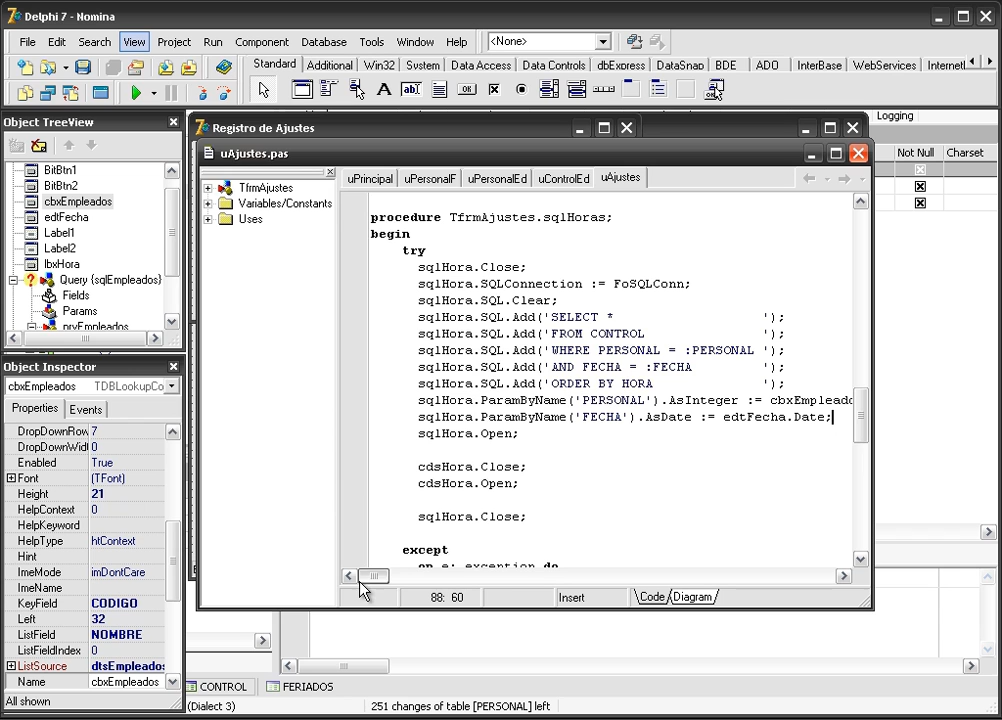 Delphi 7 - Nomina
File Edit Search View Project Run Component Database Tools Window Help <None>
Standard Additional Win32 System Data Access Data Controls dbExpress DataSnap BDE ADO InterBase WebServices InternetE
Object TreeView
BitBtn1
BitBtn2
cbxEmpleados
edtFecha
Label1
Label2
lbxHora
Query {sqlEmpleados}
Fields
Params
prvEmpleados
Object Inspector
cbxEmpleados TDBLookupCo
Properties Events
DropDownRow 7
DropDownWidt 0
Enabled True
Font (TFont)
Height 21
HelpContext 0
HelpKeyword
HelpType htContext
Hint
ImeMode imDontCare
ImeName
KeyField CODIGO
Left 32
ListField NOMBRE
ListFieldIndex 0
ListSource dtsEmpleados
Name cbxEmpleados
All shown
Registro de Ajustes
uAjustes.pas
TfrmAjustes
Variables/Constants
Uses
uPrincipal uPersonalF uPersonalEd uControlEd uAjustes
procedure TfrmAjustes.sqlHoras;
begin
try
sqlHora.Close;
sqlHora.SQLConnection := FoSQLConn;
sqlHora.SQL.Clear;
sqlHora.SQL.Add('SELECT * ');
sqlHora.SQL.Add('FROM CONTROL ');
sqlHora.SQL.Add('WHERE PERSONAL = :PERSONAL ');
sqlHora.SQL.Add('AND FECHA = :FECHA ');
sqlHora.SQL.Add('ORDER BY HORA ');
sqlHora.ParamByName('PERSONAL').AsInteger := cbxEmpleado
sqlHora.ParamByName('FECHA').AsDate := edtFecha.Date;
sqlHora.Open;
cdsHora.Close;
cdsHora.Open;
sqlHora.Close;
except
on e: exception do
88: 60 Insert Code Diagram
Logging
Not Null Charset
CONTROL FERIADOS
(Dialect 3) 251 changes of table [PERSONAL] left